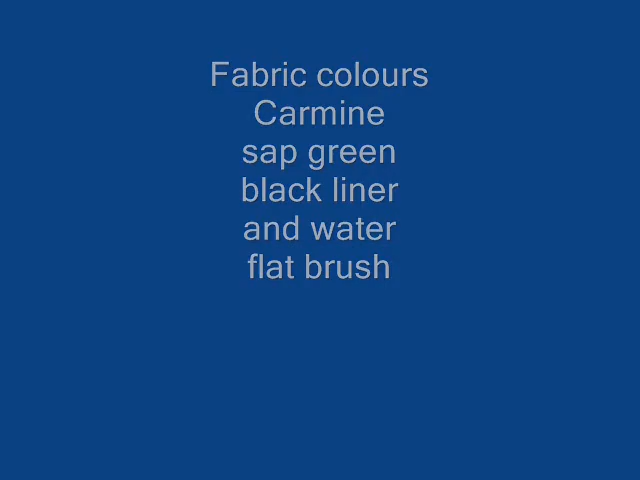 Fabric colours
Carmine
sap green
black liner
and water
flat brush